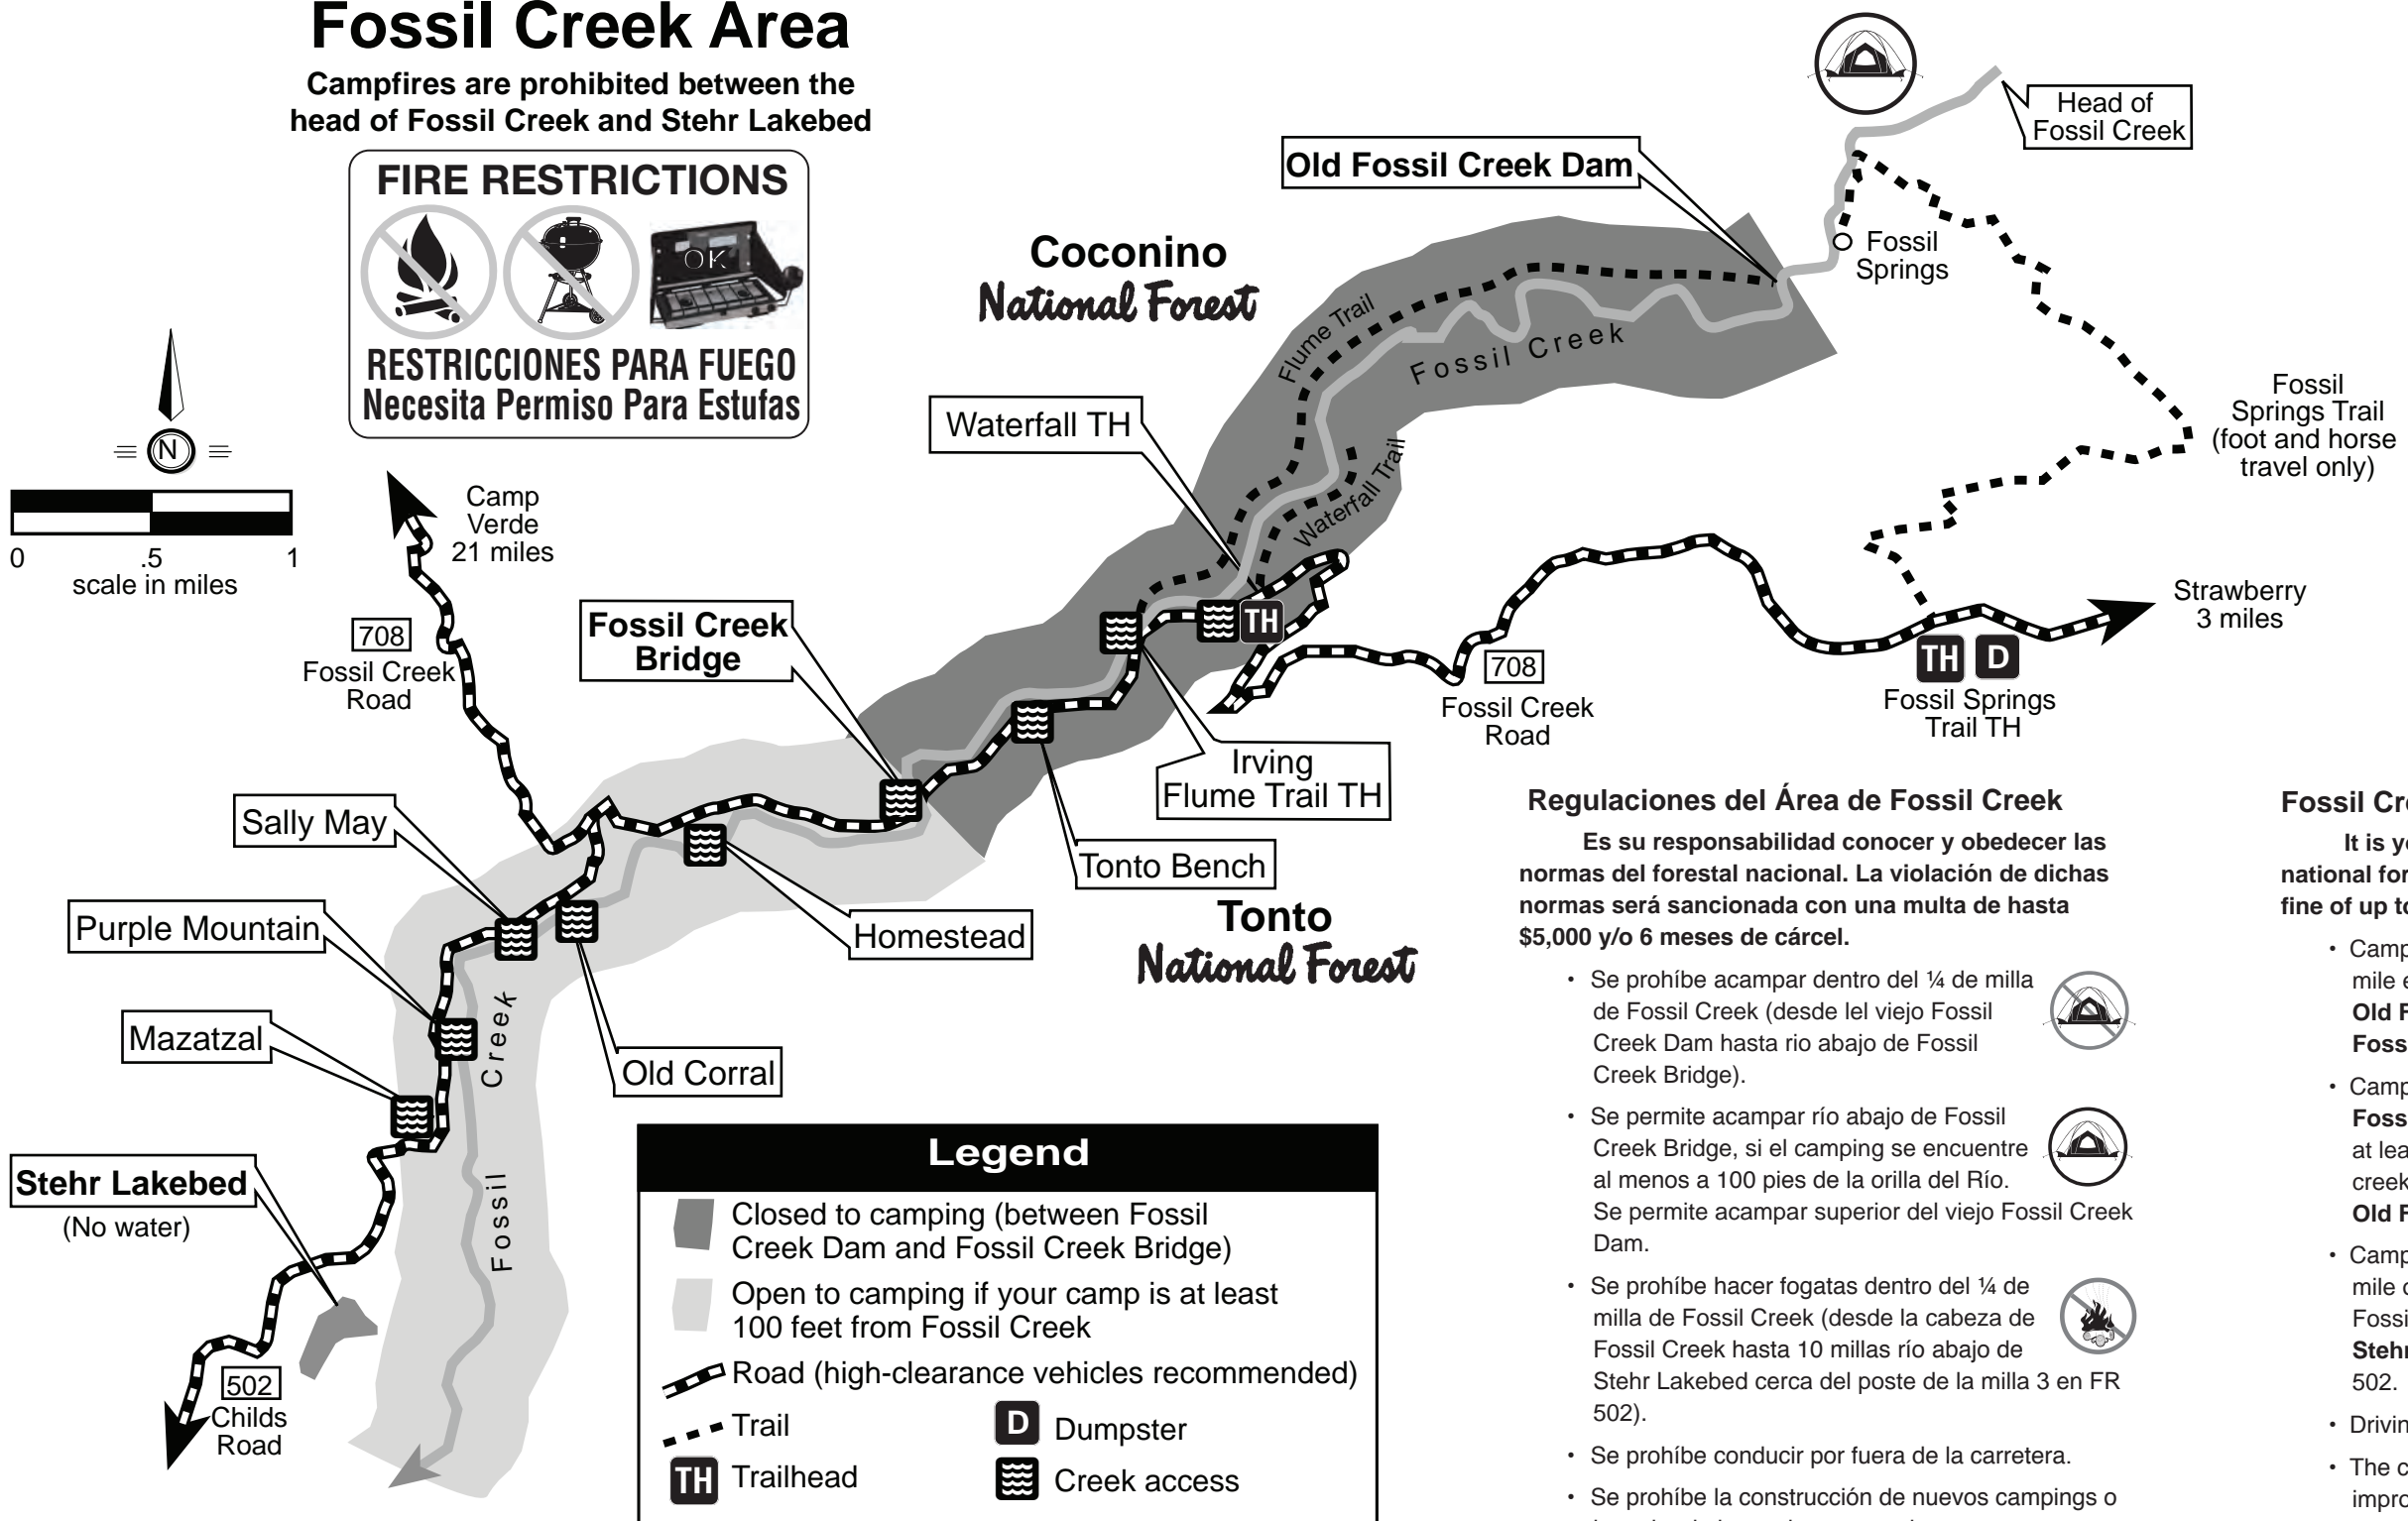 Fossil Creek Area
Campfires are prohibited between the
head of Fossil Creek and Stehr Lakebed
FIRE RESTRICTIONS
OK
RESTRICCIONES PARA FUEGO
Necesita Permiso Para Estufas
N
0 .5 1
scale in miles
Camp
Verde
21 miles
708
Fossil Creek
Road
Coconino
National Forest
Old Fossil Creek Dam
Head of
Fossil Creek
Fossil
Springs
Flume Trail
Fossil Creek
Waterfall TH
Waterfall Trail
Fossil
Springs Trail
(foot and horse
travel only)
Strawberry
3 miles
TH
TH D
Fossil Springs
Trail TH
708
Fossil Creek
Road
Fossil Creek
Bridge
Irving
Flume Trail TH
Tonto Bench
Tonto
National Forest
Sally May
Purple Mountain
Mazatzal
Homestead
Old Corral
Fossil Creek
Stehr Lakebed
(No water)
502
Childs
Road
Legend
Closed to camping (between Fossil
Creek Dam and Fossil Creek Bridge)
Open to camping if your camp is at least
100 feet from Fossil Creek
Road (high-clearance vehicles recommended)
Trail
D Dumpster
TH Trailhead
Creek access
Regulaciones del Área de Fossil Creek
Es su responsabilidad conocer y obedecer las
normas del forestal nacional. La violación de dichas
normas será sancionada con una multa de hasta
$5,000 y/o 6 meses de cárcel.
• Se prohíbe acampar dentro del ¼ de milla
de Fossil Creek (desde lel viejo Fossil
Creek Dam hasta rio abajo de Fossil
Creek Bridge).
• Se permite acampar río abajo de Fossil
Creek Bridge, si el camping se encuentre
al menos a 100 pies de la orilla del Río.
Se permite acampar superior del viejo Fossil Creek
Dam.
• Se prohíbe hacer fogatas dentro del ¼ de
milla de Fossil Creek (desde la cabeza de
Fossil Creek hasta 10 millas río abajo de
Stehr Lakebed cerca del poste de la milla 3 en FR
502).
• Se prohíbe conducir por fuera de la carretera.
• Se prohíbe la construcción de nuevos campings o
Fossil Cre
It is yo
national for
fine of up to
• Camp
mile e
Old F
Foss
• Camp
Foss
at lea
creek
Old F
• Camp
mile o
Fossi
Stehr
502.
• Drivin
• The c
impro